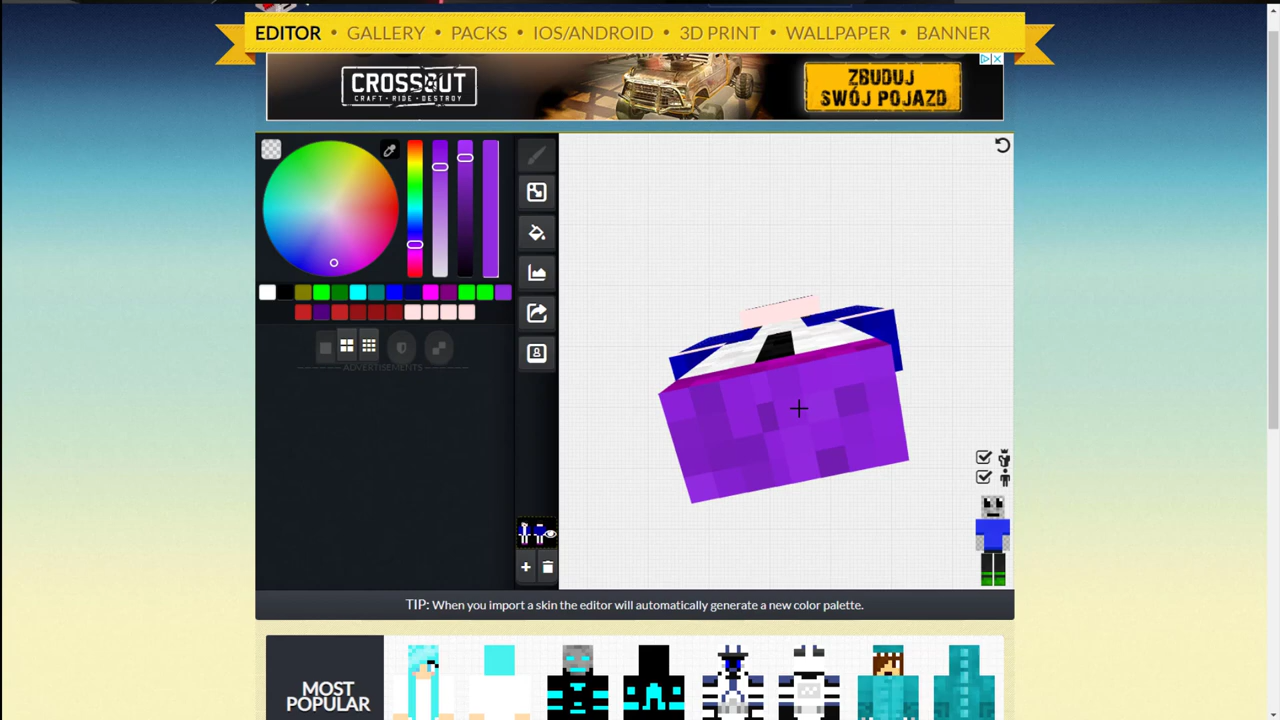 EDITOR • GALLERY • PACKS • IOS/ANDROID • 3D PRINT • WALLPAPER • BANNER
CROSSOUT
CRAFT • RIDE • DESTROY
ZBUDUJ
SWÓJ POJAZD
ADVERTISEMENTS
TIP: When you import a skin the editor will automatically generate a new color palette.
MOST
POPULAR